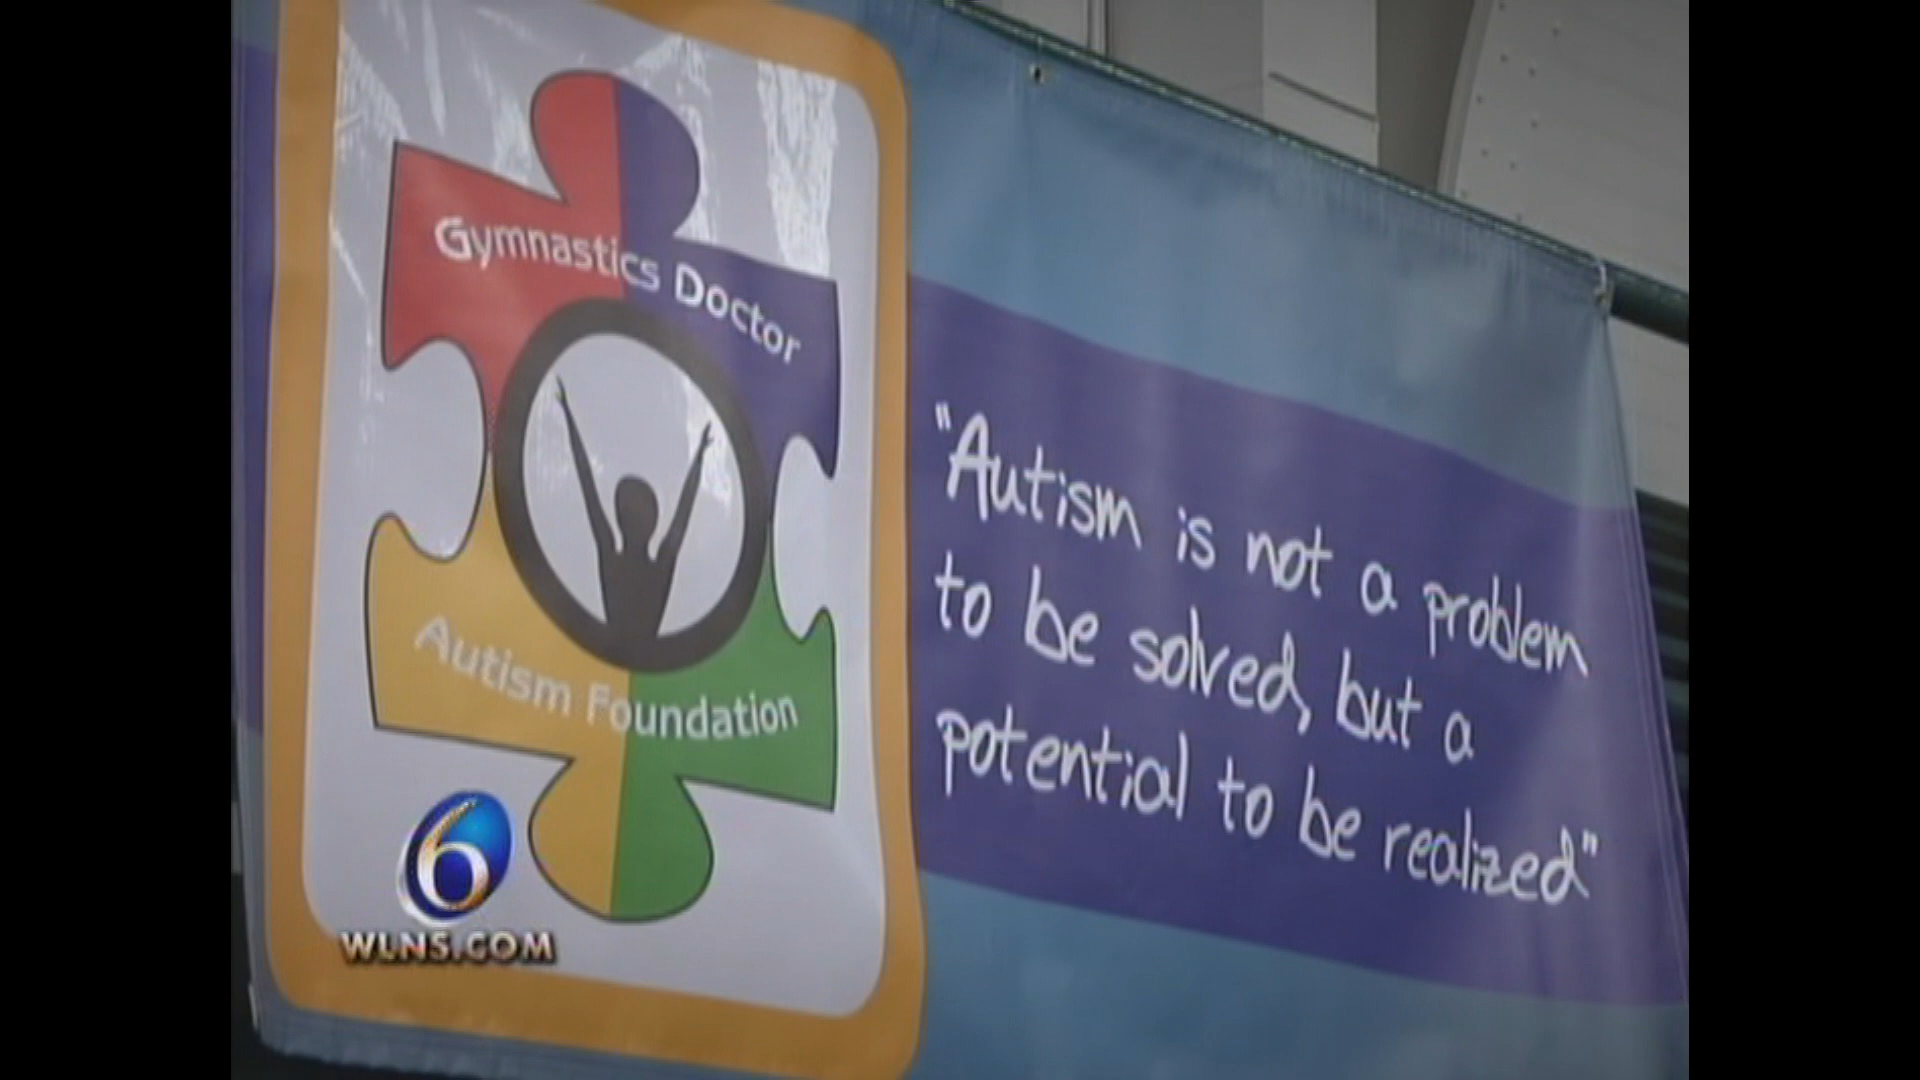 Gymnastics Doctor
Autism Foundation
"Autism is not a problem
to be solved, but a
potential to be realized"
6
WLNS.COM